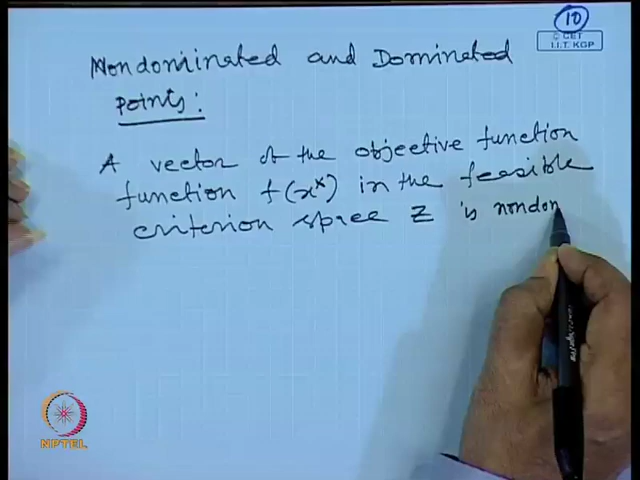 10
© CET
I.I.T. KGP
Nondominated and Dominated
points:
A vector of the objective function
function f(x*) in the feasible
criterion space Z is nondon
NPTEL